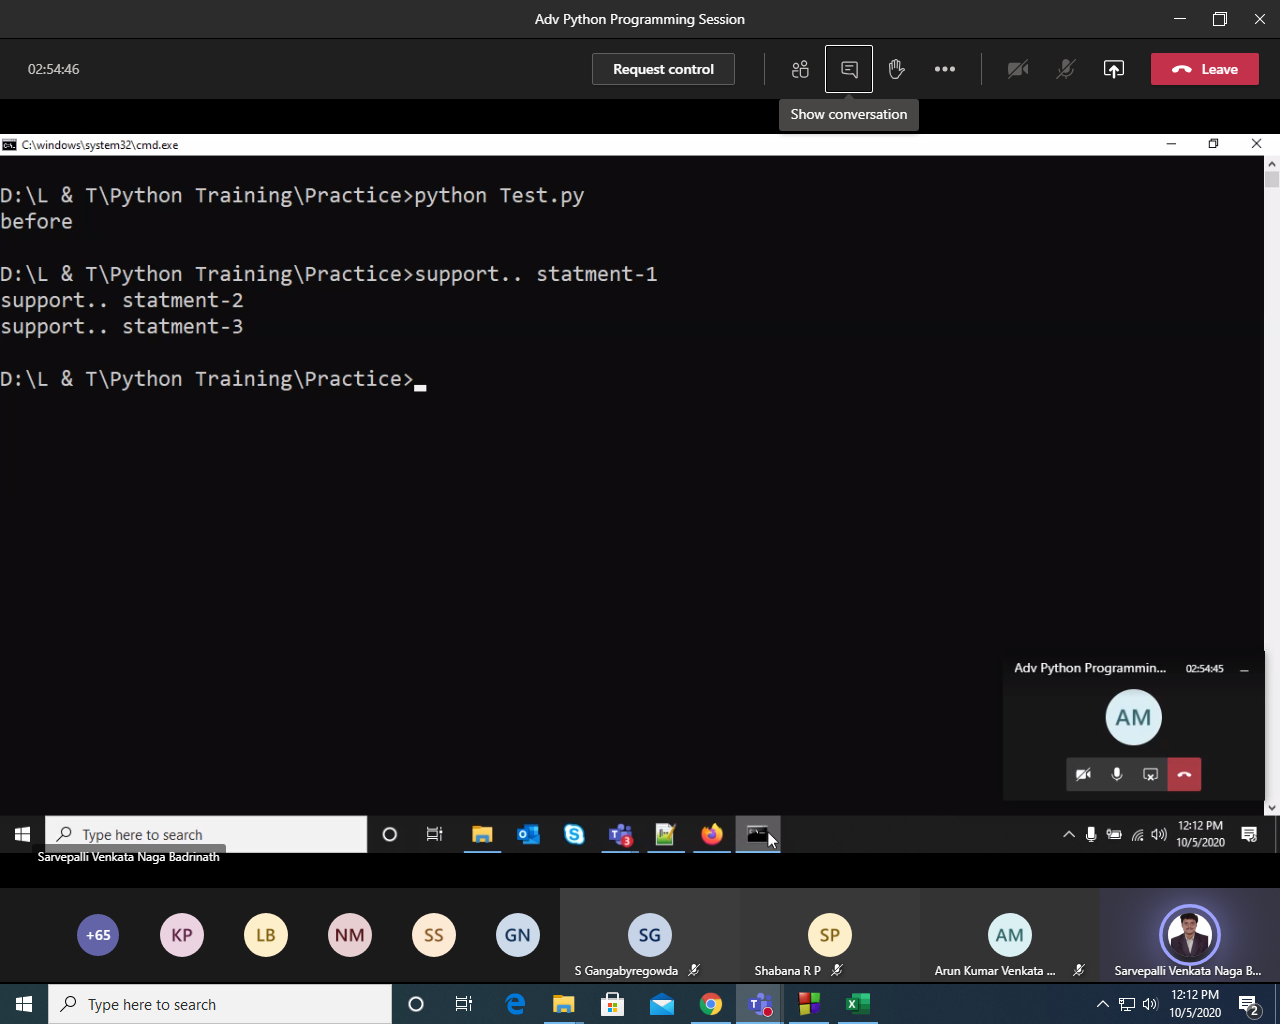 Adv Python Programming Session
02:54:46
Request control
Leave
Show conversation
C:\windows\system32\cmd.exe
D:\L & T\Python Training\Practice>python Test.py
before
D:\L & T\Python Training\Practice>support.. statment-1
support.. statment-2
support.. statment-3
D:\L & T\Python Training\Practice>
Adv Python Programmin... 02:54:45
AM
Type here to search
3
12:12 PM
10/5/2020
Sarvepalli Venkata Naga Badrinath
+65 KP LB NM SS GN SG SP AM
S Gangabyregowda Shabana R P Arun Kumar Venkata ... Sarvepalli Venkata Naga B...
Type here to search
12:12 PM
10/5/2020
2